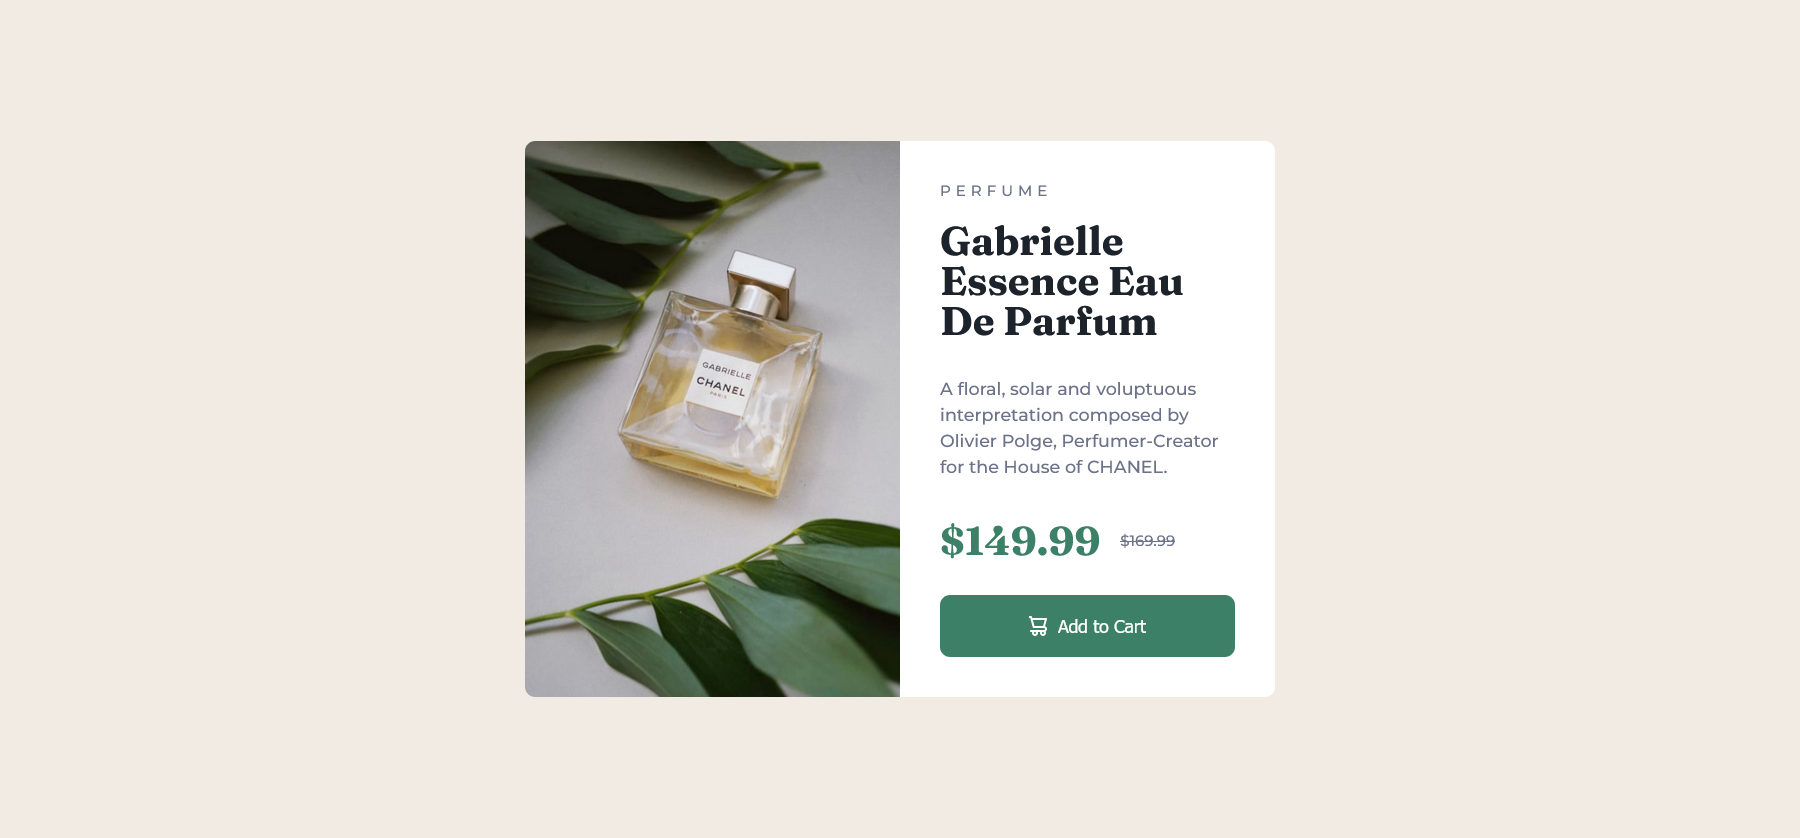 GABRIELLE
CHANEL
PARIS
PERFUME
Gabrielle
Essence Eau
De Parfum
A floral, solar and voluptuous
interpretation composed by
Olivier Polge, Perfumer-Creator
for the House of CHANEL.
$149.99 $169.99
Add to Cart